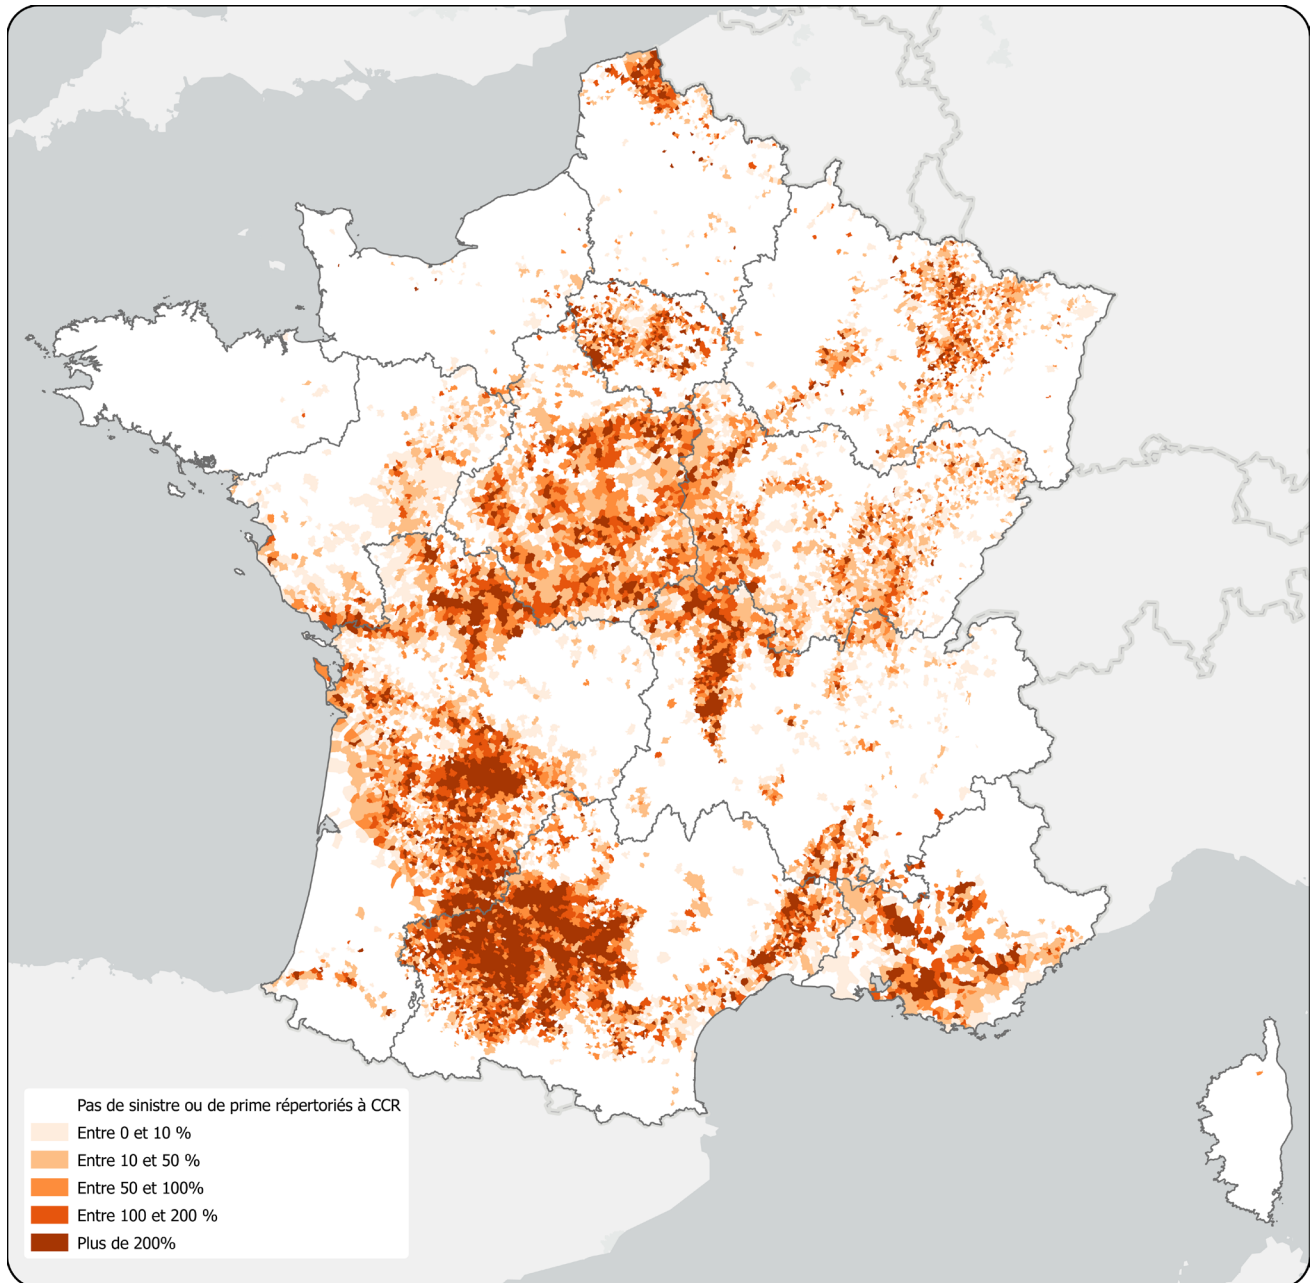 Pas de sinistre ou de prime répertoriés à CCR
Entre 0 et 10 %
Entre 10 et 50 %
Entre 50 et 100%
Entre 100 et 200 %
Plus de 200%